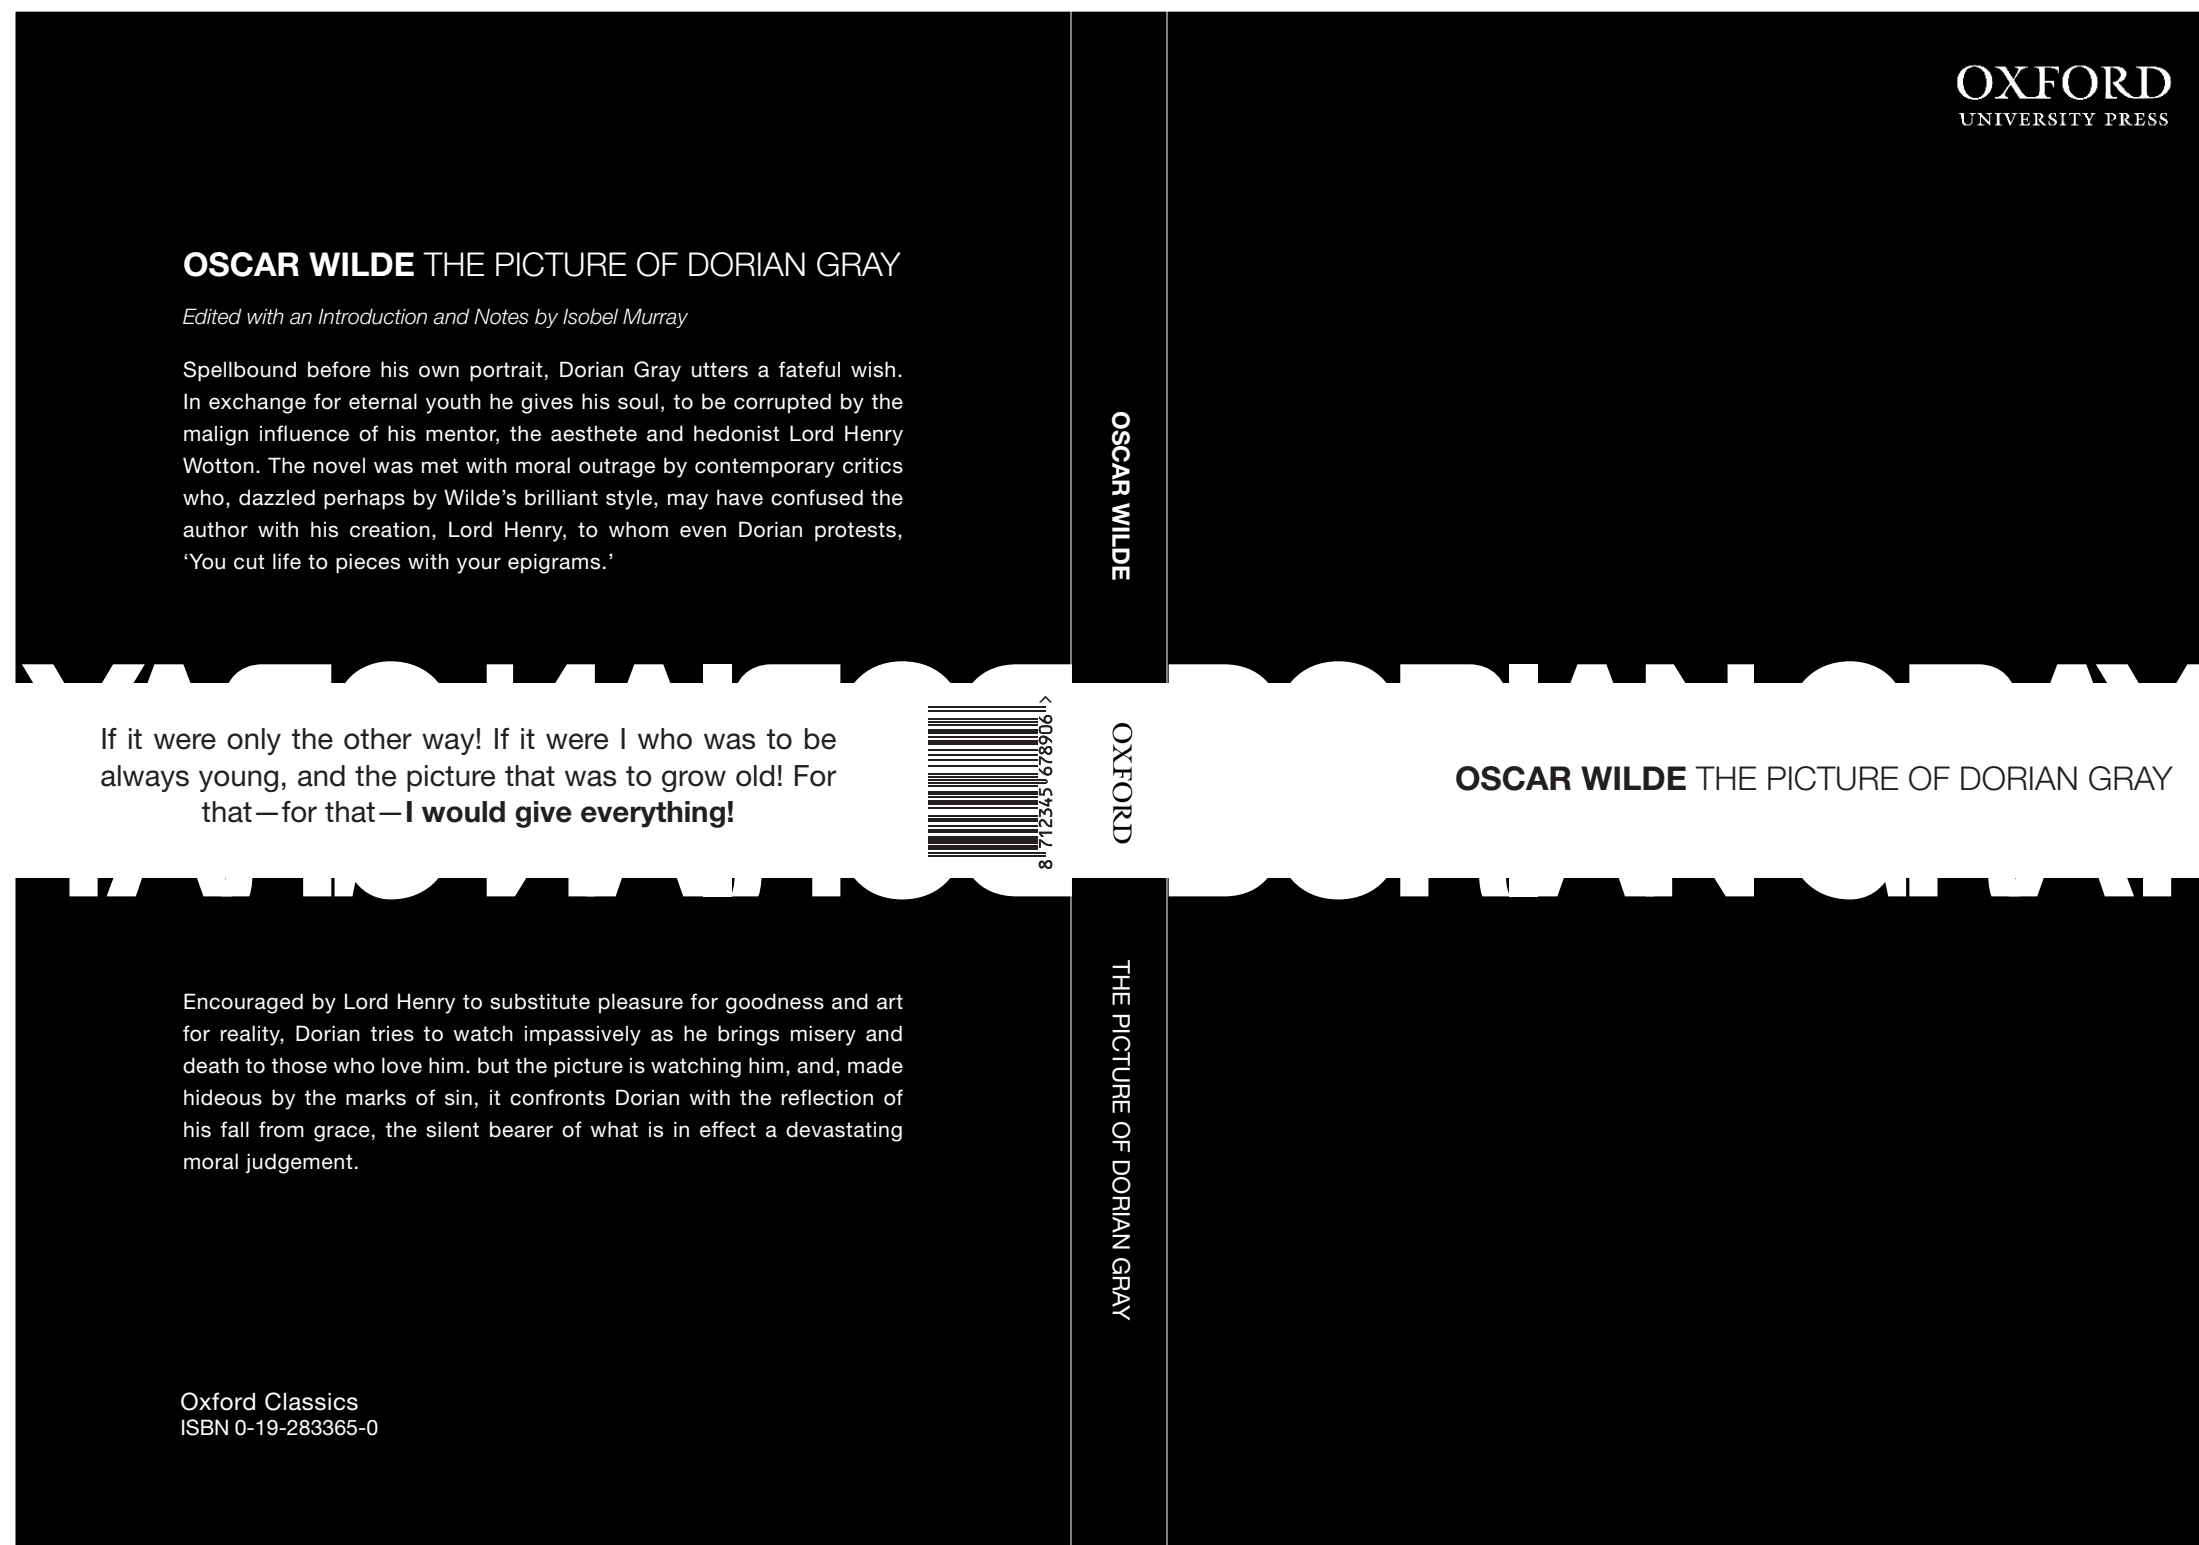 OSCAR WILDE THE PICTURE OF DORIAN GRAY
Edited with an Introduction and Notes by Isobel Murray
Spellbound before his own portrait, Dorian Gray utters a fateful wish.
In exchange for eternal youth he gives his soul, to be corrupted by the
malign influence of his mentor, the aesthete and hedonist Lord Henry
Wotton. The novel was met with moral outrage by contemporary critics
who, dazzled perhaps by Wilde’s brilliant style, may have confused the
author with his creation, Lord Henry, to whom even Dorian protests,
‘You cut life to pieces with your epigrams.’
If it were only the other way! If it were I who was to be
always young, and the picture that was to grow old! For
that—for that—I would give everything!
8 712345 678906 >
Encouraged by Lord Henry to substitute pleasure for goodness and art
for reality, Dorian tries to watch impassively as he brings misery and
death to those who love him. but the picture is watching him, and, made
hideous by the marks of sin, it confronts Dorian with the reflection of
his fall from grace, the silent bearer of what is in effect a devastating
moral judgement.
Oxford Classics
ISBN 0-19-283365-0
OSCAR WILDE
OXFORD
THE PICTURE OF DORIAN GRAY
OXFORD
UNIVERSITY PRESS
DORIAN GRAY
OSCAR WILDE THE PICTURE OF DORIAN GRAY